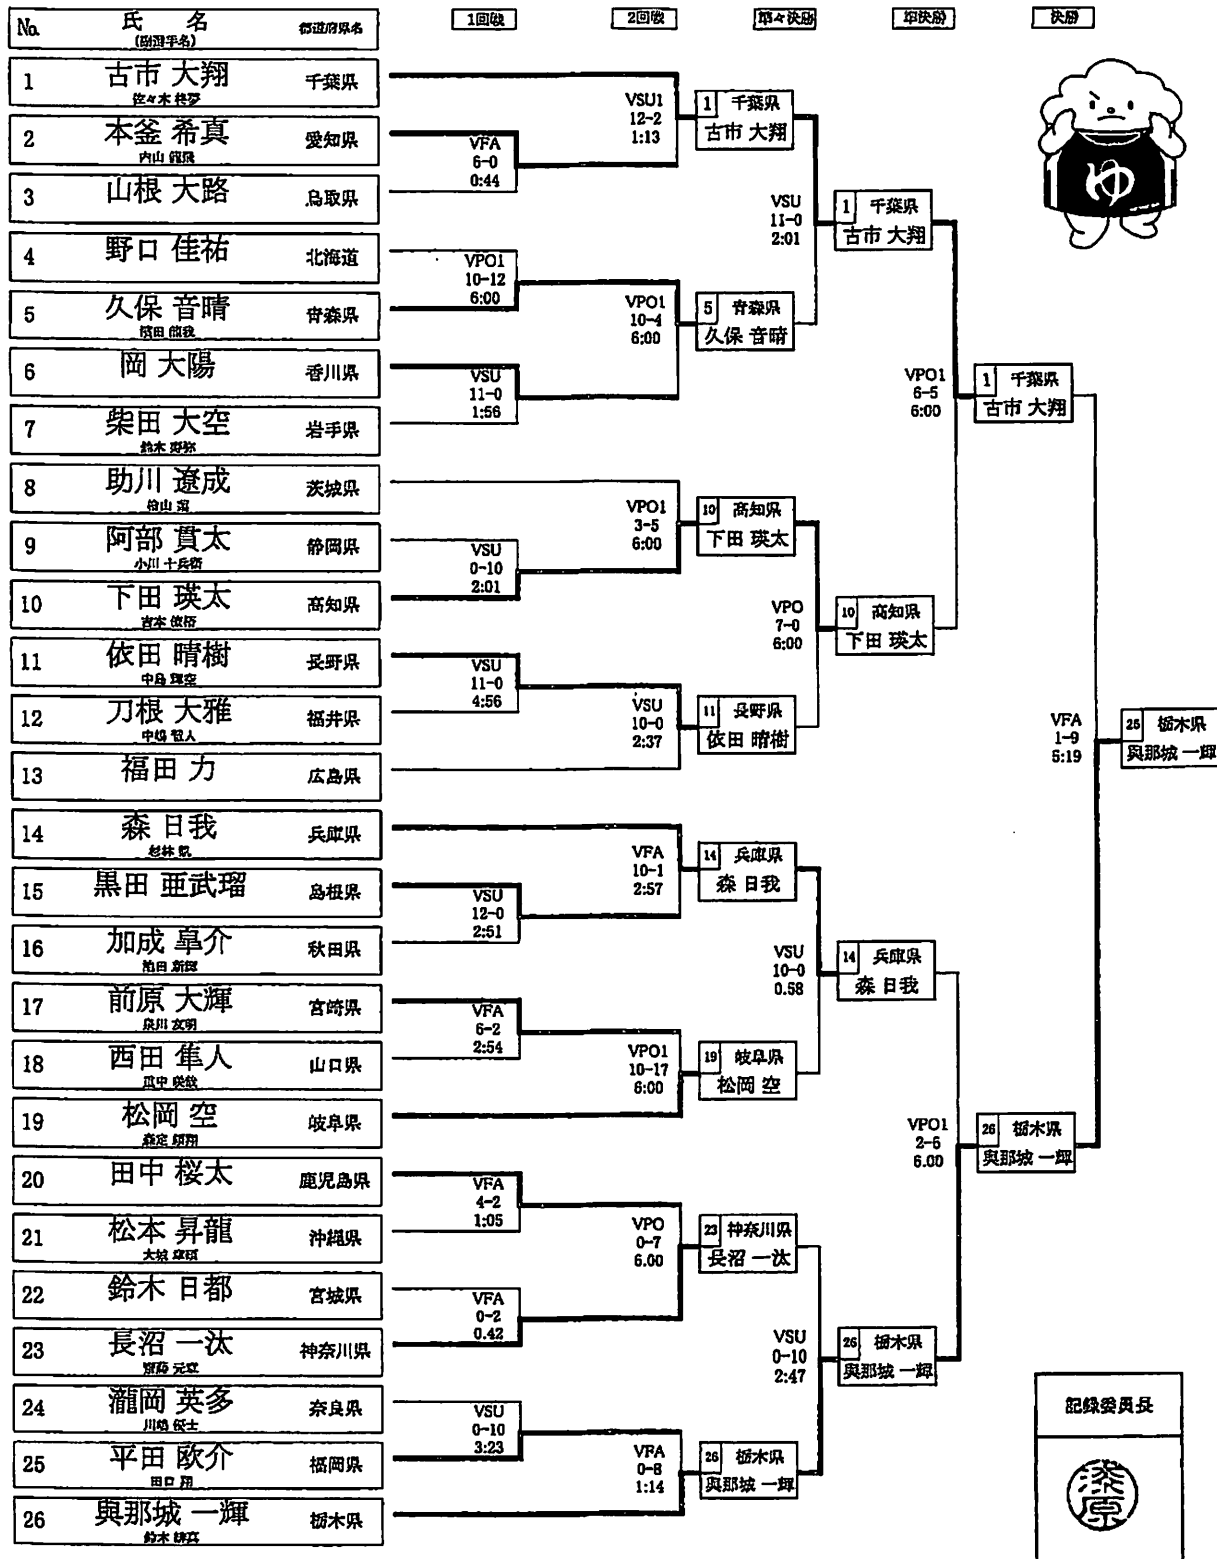 No. 氏 名 都道府県名 1回戦 2回戦 準々決勝 準決勝 決勝
1 古市 大翔 千葉県
2 本釜 希真 愛知県
3 山根 大路 鳥取県
4 野口 佳祐 北海道
5 久保 音晴 青森県
6 岡 大陽 香川県
7 柴田 大空 岩手県
8 助川 遼成 茨城県
9 阿部 貫太 静岡県
小川 十兵衛
10 下田 瑛太 高知県
11 依田 晴樹 長野県
12 刀根 大雅 福井県
13 福田 力 広島県
14 森 日我 兵庫県
15 黒田 亜武瑠 島根県
16 加成 皐介 秋田県
17 前原 大輝 宮崎県
18 西田 隼人 山口県
19 松岡 空 岐阜県
20 田中 桜太 鹿児島県
21 松本 昇龍 沖縄県
22 鈴木 日都 宮城県
23 長沼 一汰 神奈川県
24 瀧岡 英多 奈良県
25 平田 欧介 福岡県
田口 翔
26 與那城 一輝 栃木県
VFA
6-0
0:44
VPO1
10-12
6:00
VSU
11-0
1:56
VSU
0-10
2:01
VSU
11-0
4:56
VSU
12-0
2:51
VFA
6-2
2:54
VFA
4-2
1:05
VFA
0-2
0.42
VSU
0-10
3:23
VSU1
12-2
1:13
VPO1
10-4
6:00
VPO1
3-5
6:00
VSU
10-0
2:37
VFA
10-1
2:57
VPO1
10-17
6:00
VPO
0-7
6.00
VFA
0-8
1:14
1 千葉県
古市 大翔
5 青森県
久保 音晴
10 高知県
下田 瑛太
11 長野県
依田 晴樹
14 兵庫県
森 日我
19 岐阜県
松岡 空
23 神奈川県
長沼 一汰
26 栃木県
與那城 一輝
VSU
11-0
2:01
VPO
7-0
6:00
VSU
10-0
0.58
VSU
0-10
2:47
1 千葉県
古市 大翔
10 高知県
下田 瑛太
14 兵庫県
森 日我
26 栃木県
與那城 一輝
VPO1
6-5
6:00
VPO1
2-6
6.00
1 千葉県
古市 大翔
26 栃木県
與那城 一輝
VFA
1-9
5:19
26 栃木県
與那城 一輝
ゆ
記録委員長
漆原